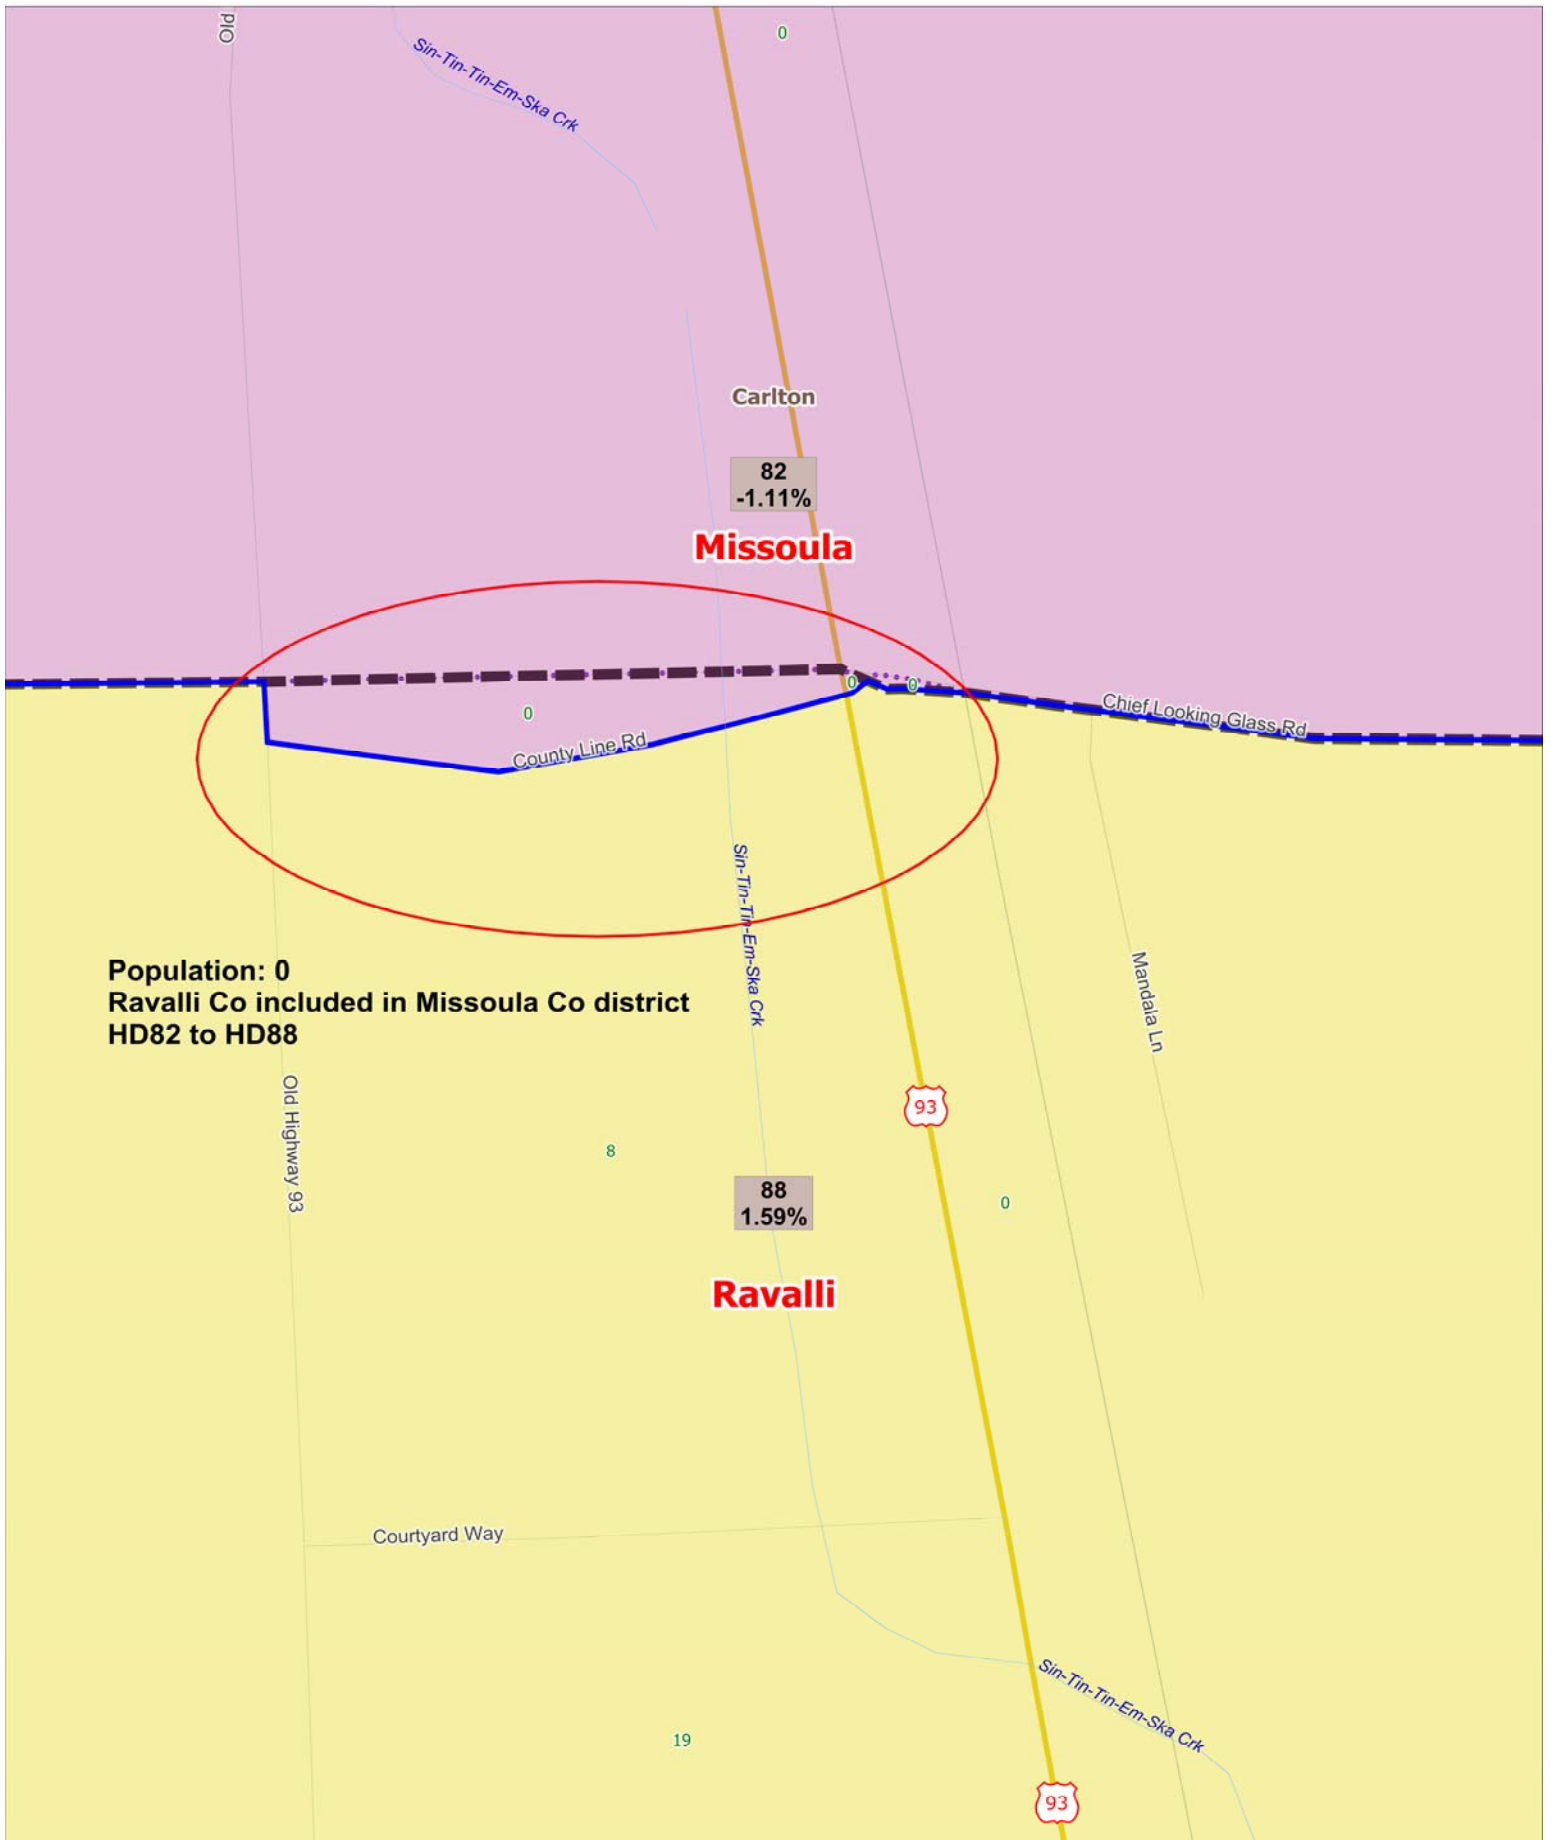 Old
Sin-Tin-Tin-Em-Ska Crk
0
Carlton
82
-1.11%
Missoula
0
0
0
County Line Rd
Chief Looking Glass Rd
Sin-Tin-Tin-Em-Ska Crk
Population: 0
Ravalli Co included in Missoula Co district
HD82 to HD88
Mandala Ln
Old Highway 93
93
8
88
1.59%
0
Ravalli
Courtyard Way
Sin-Tin-Tin-Em-Ska Crk
19
93